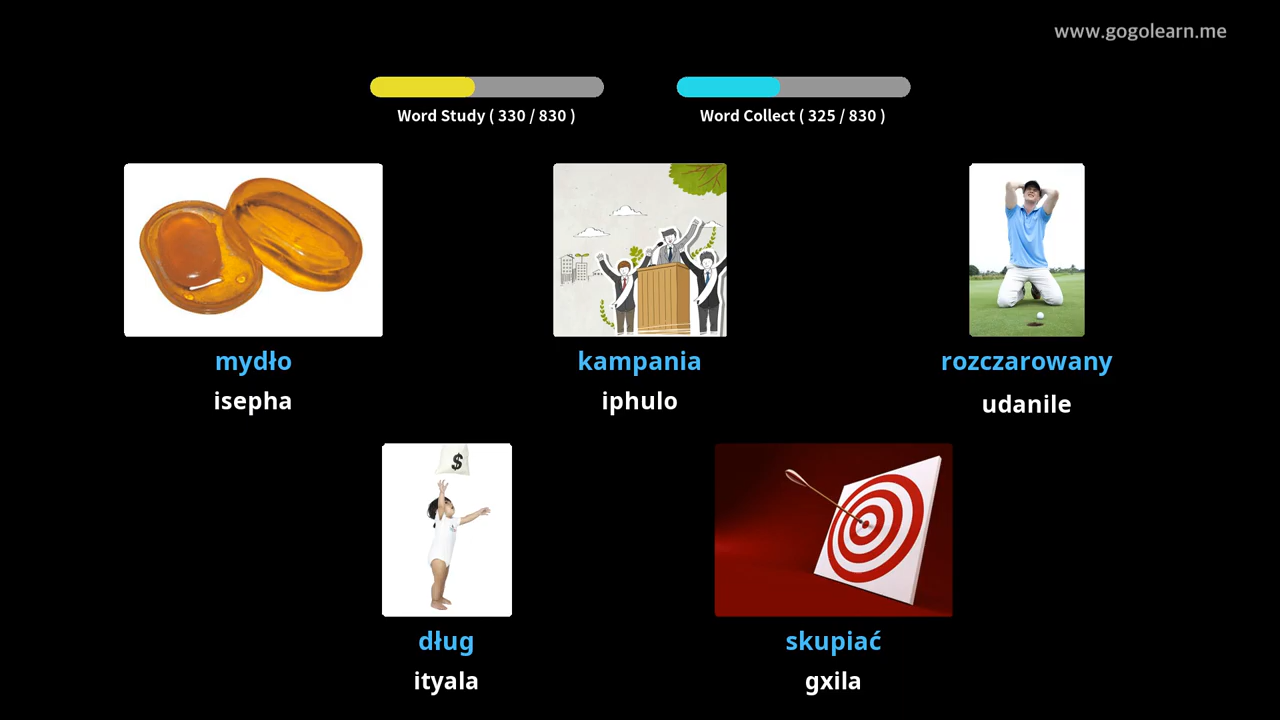 www.gogolearn.me
Word Study ( 330 / 830 )
Word Collect ( 325 / 830 )
mydło
isepha
kampania
iphulo
rozczarowany
udanile
$
dług
ityala
skupiać
gxila